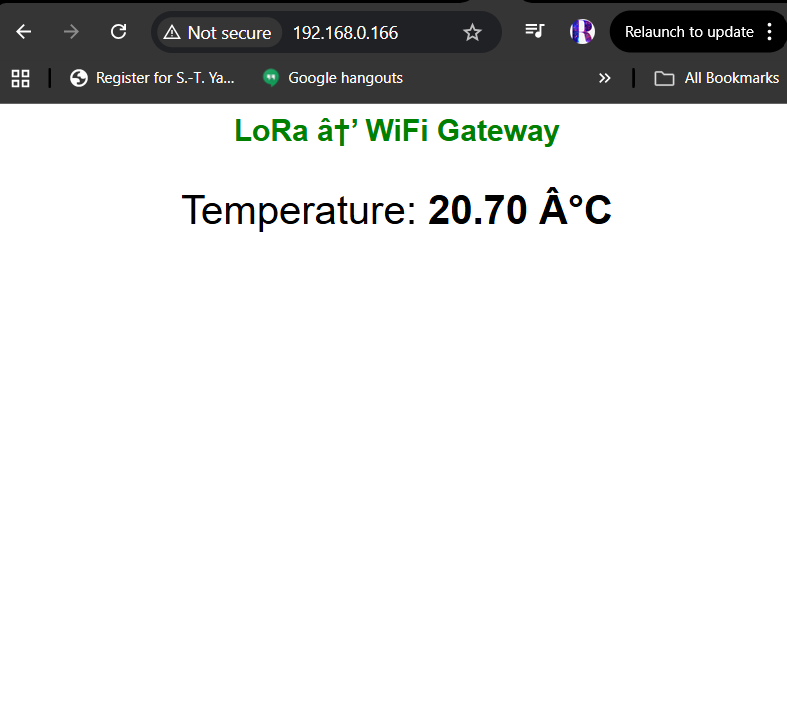 Not secure 192.168.0.166 Relaunch to update
Register for S.-T. Ya... Google hangouts » All Bookmarks
LoRa â†’ WiFi Gateway
Temperature: 20.70 Â°C